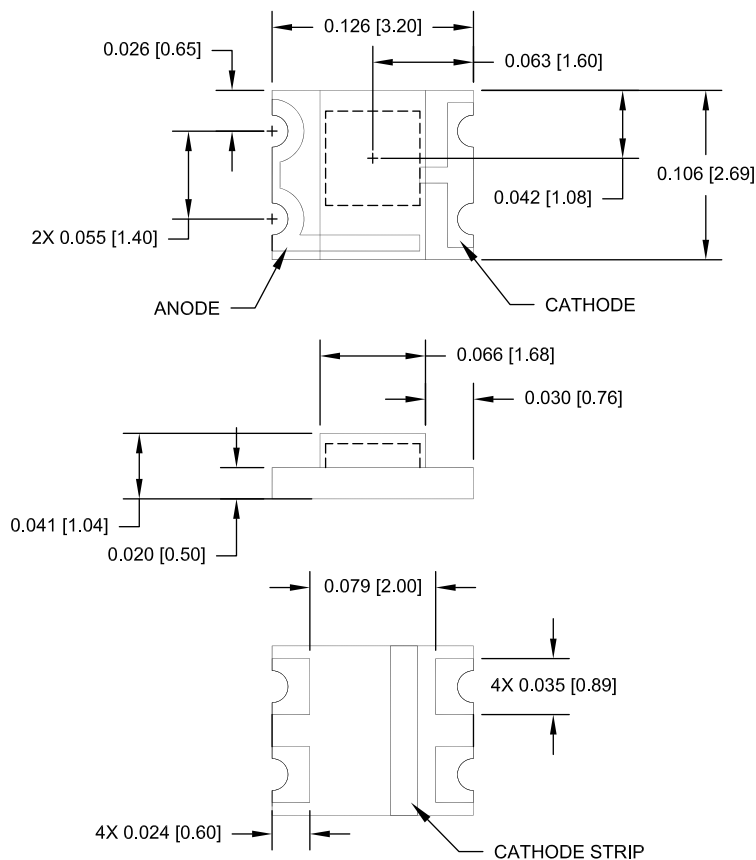 0.126 [3.20]
0.026 [0.65]
0.063 [1.60]
0.106 [2.69]
0.042 [1.08]
2X 0.055 [1.40]
ANODE
CATHODE
0.066 [1.68]
0.030 [0.76]
0.041 [1.04]
0.020 [0.50]
0.079 [2.00]
4X 0.035 [0.89]
4X 0.024 [0.60]
CATHODE STRIP